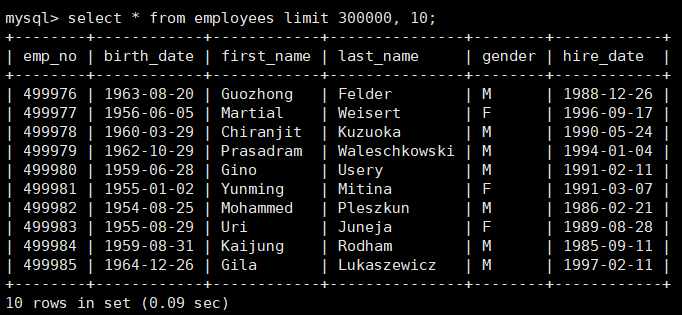 mysql> select * from employees limit 300000, 10;
+--------+------------+------------+---------------+--------+------------+
| emp_no | birth_date | first_name | last_name     | gender | hire_date  |
+--------+------------+------------+---------------+--------+------------+
| 499976 | 1963-08-20 | Guozhong   | Felder        | M      | 1988-12-26 |
| 499977 | 1956-06-05 | Martial    | Weisert       | F      | 1996-09-17 |
| 499978 | 1960-03-29 | Chiranjit  | Kuzuoka       | M      | 1990-05-24 |
| 499979 | 1962-10-29 | Prasadram  | Waleschkowski | M      | 1994-01-04 |
| 499980 | 1959-06-28 | Gino       | Usery         | M      | 1991-02-11 |
| 499981 | 1955-01-02 | Yunming    | Mitina        | F      | 1991-03-07 |
| 499982 | 1954-08-25 | Mohammed   | Pleszkun      | M      | 1986-02-21 |
| 499983 | 1955-08-29 | Uri        | Juneja        | F      | 1989-08-28 |
| 499984 | 1959-08-31 | Kaijung    | Rodham        | M      | 1985-09-11 |
| 499985 | 1964-12-26 | Gila       | Lukaszewicz   | M      | 1997-02-11 |
+--------+------------+------------+---------------+--------+------------+
10 rows in set (0.09 sec)